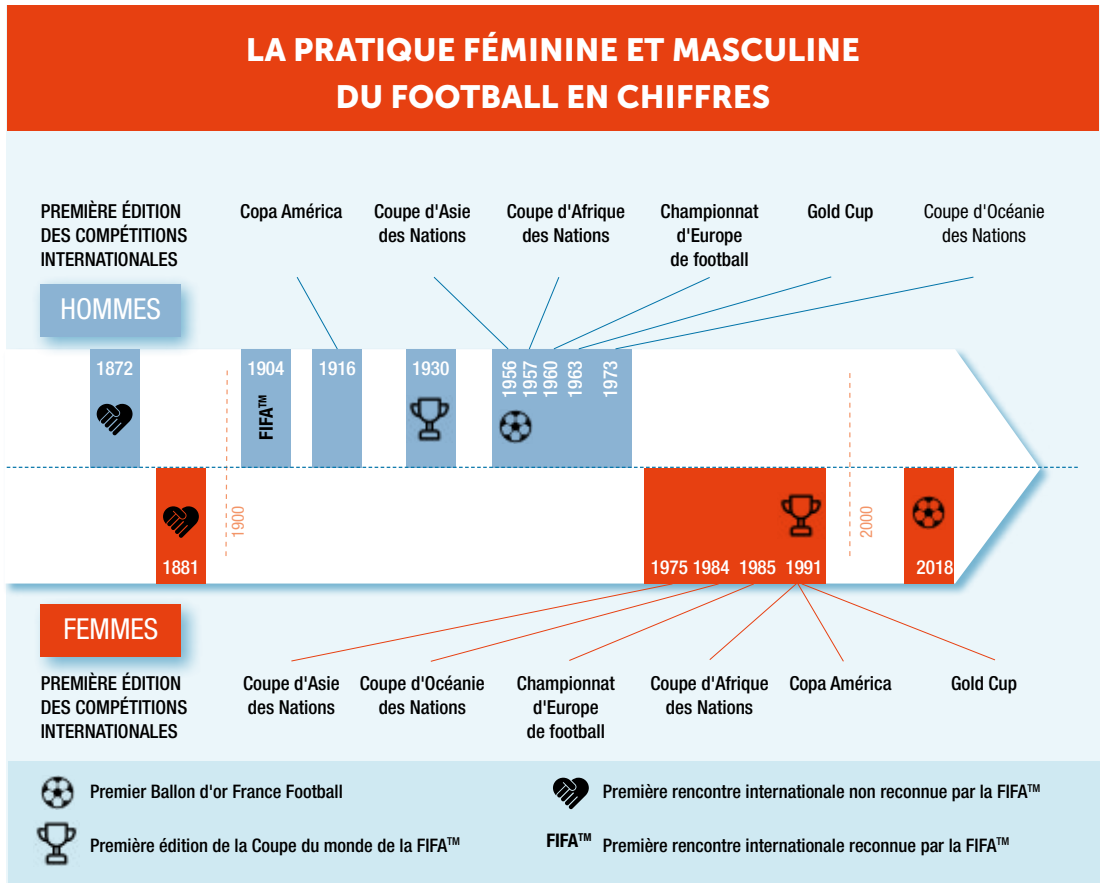 LA PRATIQUE FÉMININE ET MASCULINE
DU FOOTBALL EN CHIFFRES
PREMIÈRE ÉDITION
DES COMPÉTITIONS
INTERNATIONALES
Copa América
Coupe d'Asie
des Nations
Coupe d'Afrique
des Nations
Championnat
d'Europe
de football
Gold Cup
Coupe d'Océanie
des Nations
HOMMES
1872
1904
FIFA™
1916
1930
1956
1957
1960
1963
1973
1900
2000
1881
1975
1984
1985
1991
2018
FEMMES
PREMIÈRE ÉDITION
DES COMPÉTITIONS
INTERNATIONALES
Coupe d'Asie
des Nations
Coupe d'Océanie
des Nations
Championnat
d'Europe
de football
Coupe d'Afrique
des Nations
Copa América
Gold Cup
Premier Ballon d'or France Football
Première rencontre internationale non reconnue par la FIFA™
Première édition de la Coupe du monde de la FIFA™
FIFA™ Première rencontre internationale reconnue par la FIFA™